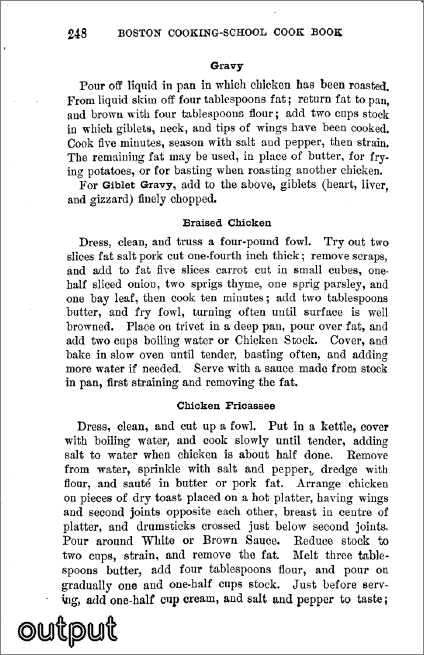 248 BOSTON COOKING-SCHOOL COOK BOOK
Gravy
Pour off liquid in pan in which chicken has been roasted.
From liquid skim off four tablespoons fat; return fat to pan,
and brown with four tablespoons flour; add two cups stock
in which giblets, neck, and tips of wings have been cooked.
Cook five minutes, season with salt and pepper, then strain.
The remaining fat may be used, in place of butter, for fry-
ing potatoes, or for basting when roasting another chicken.
For Giblet Gravy, add to the above, giblets (heart, liver,
and gizzard) finely chopped.
Braised Chicken
Dress, clean, and truss a four-pound fowl. Try out two
slices fat salt pork cut one-fourth inch thick; remove scraps,
and add to fat five slices carrot cut in small cubes, one-
half sliced onion, two sprigs thyme, one sprig parsley, and
one bay leaf, then cook ten minutes; add two tablespoons
butter, and fry fowl, turning often until surface is well
browned. Place on trivet in a deep pan, pour over fat, and
add two cups boiling water or Chicken Stock. Cover, and
bake in slow oven until tender, basting often, and adding
more water if needed. Serve with a sauce made from stock
in pan, first straining and removing the fat.
Chicken Fricassee
Dress, clean, and cut up a fowl. Put in a kettle, cover
with boiling water, and cook slowly until tender, adding
salt to water when chicken is about half done. Remove
from water, sprinkle with salt and pepper, dredge with
flour, and sauté in butter or pork fat. Arrange chicken
on pieces of dry toast placed on a hot platter, having wings
and second joints opposite each other, breast in centre of
platter, and drumsticks crossed just below second joints.
Pour around White or Brown Sauce. Reduce stock to
two cups, strain, and remove the fat. Melt three table-
spoons butter, add four tablespoons flour, and pour on
gradually one and one-half cups stock. Just before serv-
ing, add one-half cup cream, and salt and pepper to taste;
output